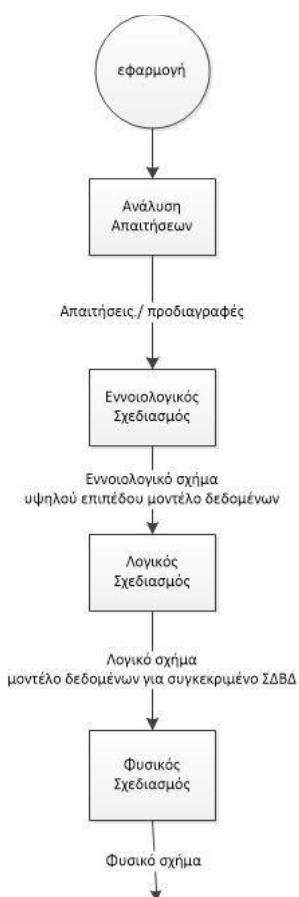 εφαρμογή
Ανάλυση
Απαιτήσεων
Απαιτήσεις./ προδιαγραφές
Εννοιολογικός
Σχεδιασμός
Εννοιολογικό σχήμα
υψηλού επιπέδου μοντέλο δεδομένων
Λογικός
Σχεδιασμός
Λογικό σχήμα
μοντέλο δεδομένων για συγκεκριμένο ΣΔΒΔ
Φυσικός
Σχεδιασμός
Φυσικό σχήμα